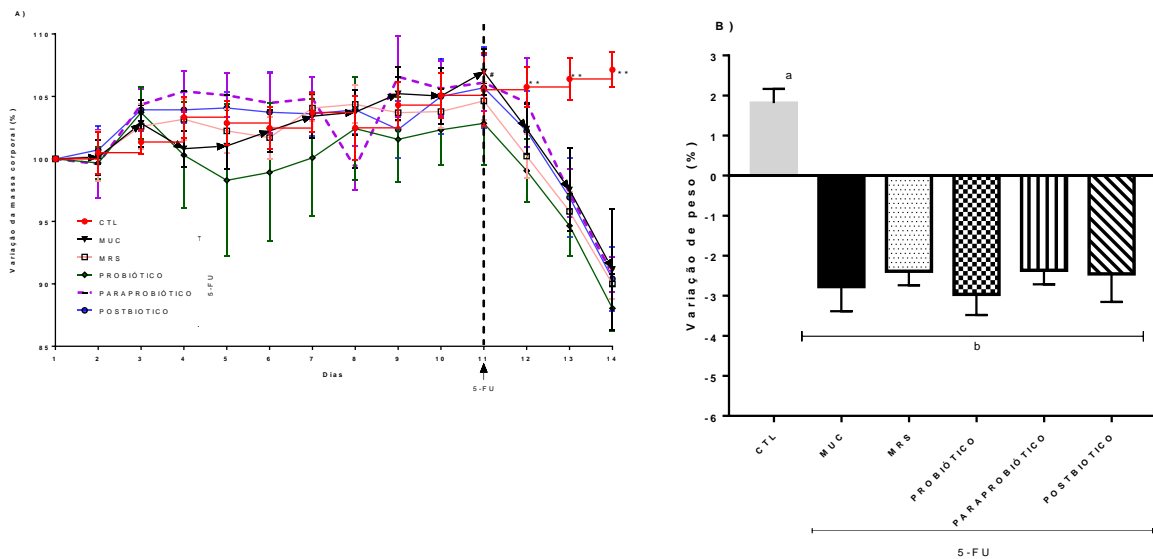 A)
Variação da massa corporal (%)
110
105
100
95
90
85
CTL
MUC
MRS
PROBIÓTICO
PARAPROBIÓTICO
POSTBIOTICO
5-FU
#
**
**
**
1 2 3 4 5 6 7 8 9 10 11 12 13 14
Dias
5-FU
B)
Variação de peso (%)
3
2
1
0
-1
-2
-3
-4
-5
-6
a
b
CTL
MUC
MRS
PROBIÓTICO
PARAPROBIÓTICO
POSTBIOTICO
5-FU